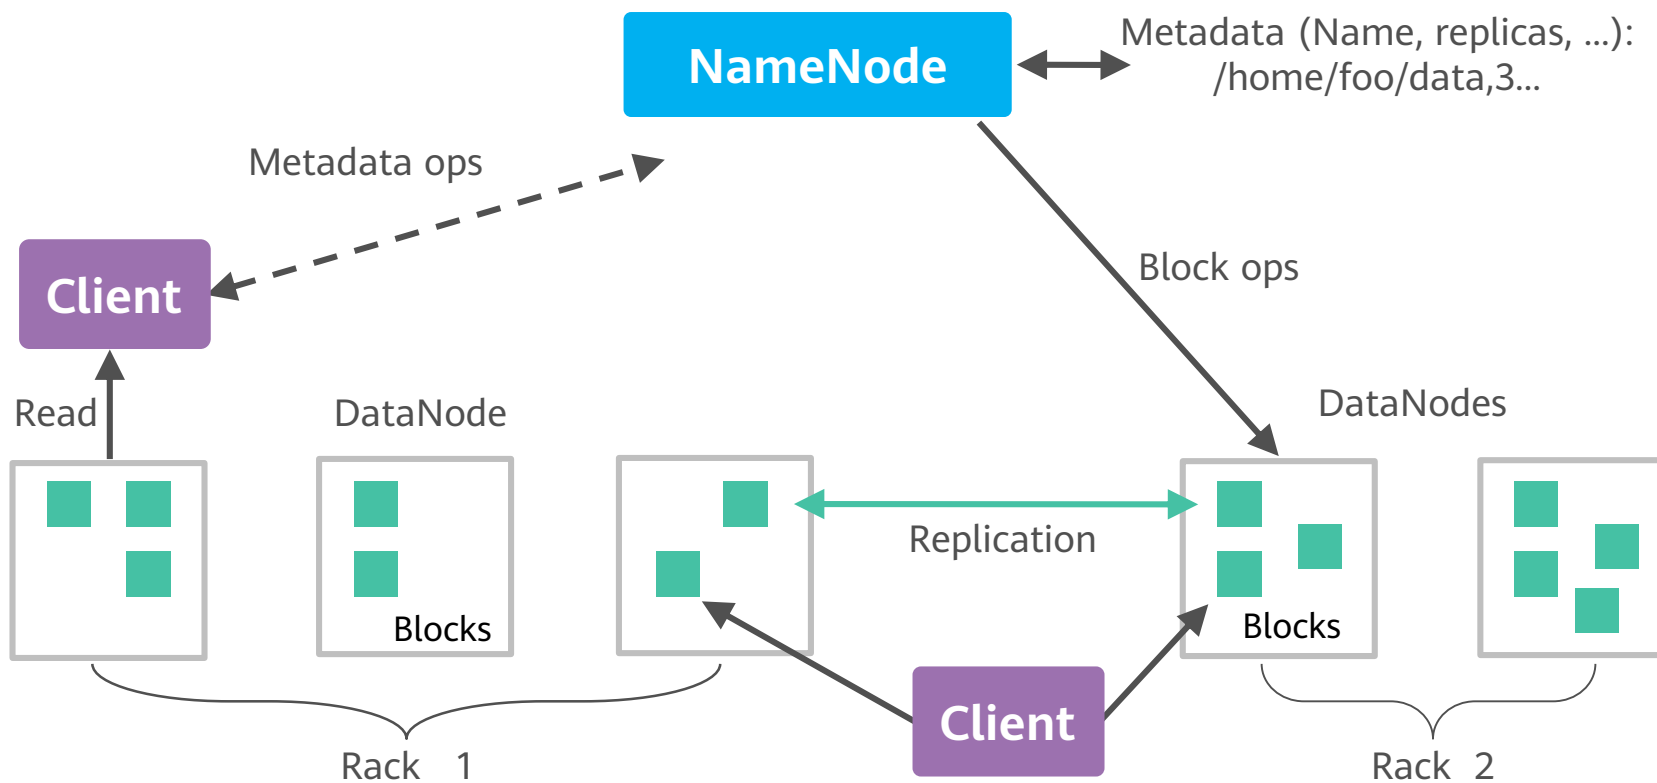 NameNode
Metadata (Name, replicas, ...):
/home/foo/data,3...
Metadata ops
Block ops
Client
Read
DataNode
DataNodes
Replication
Blocks
Blocks
Client
Rack 1
Rack 2